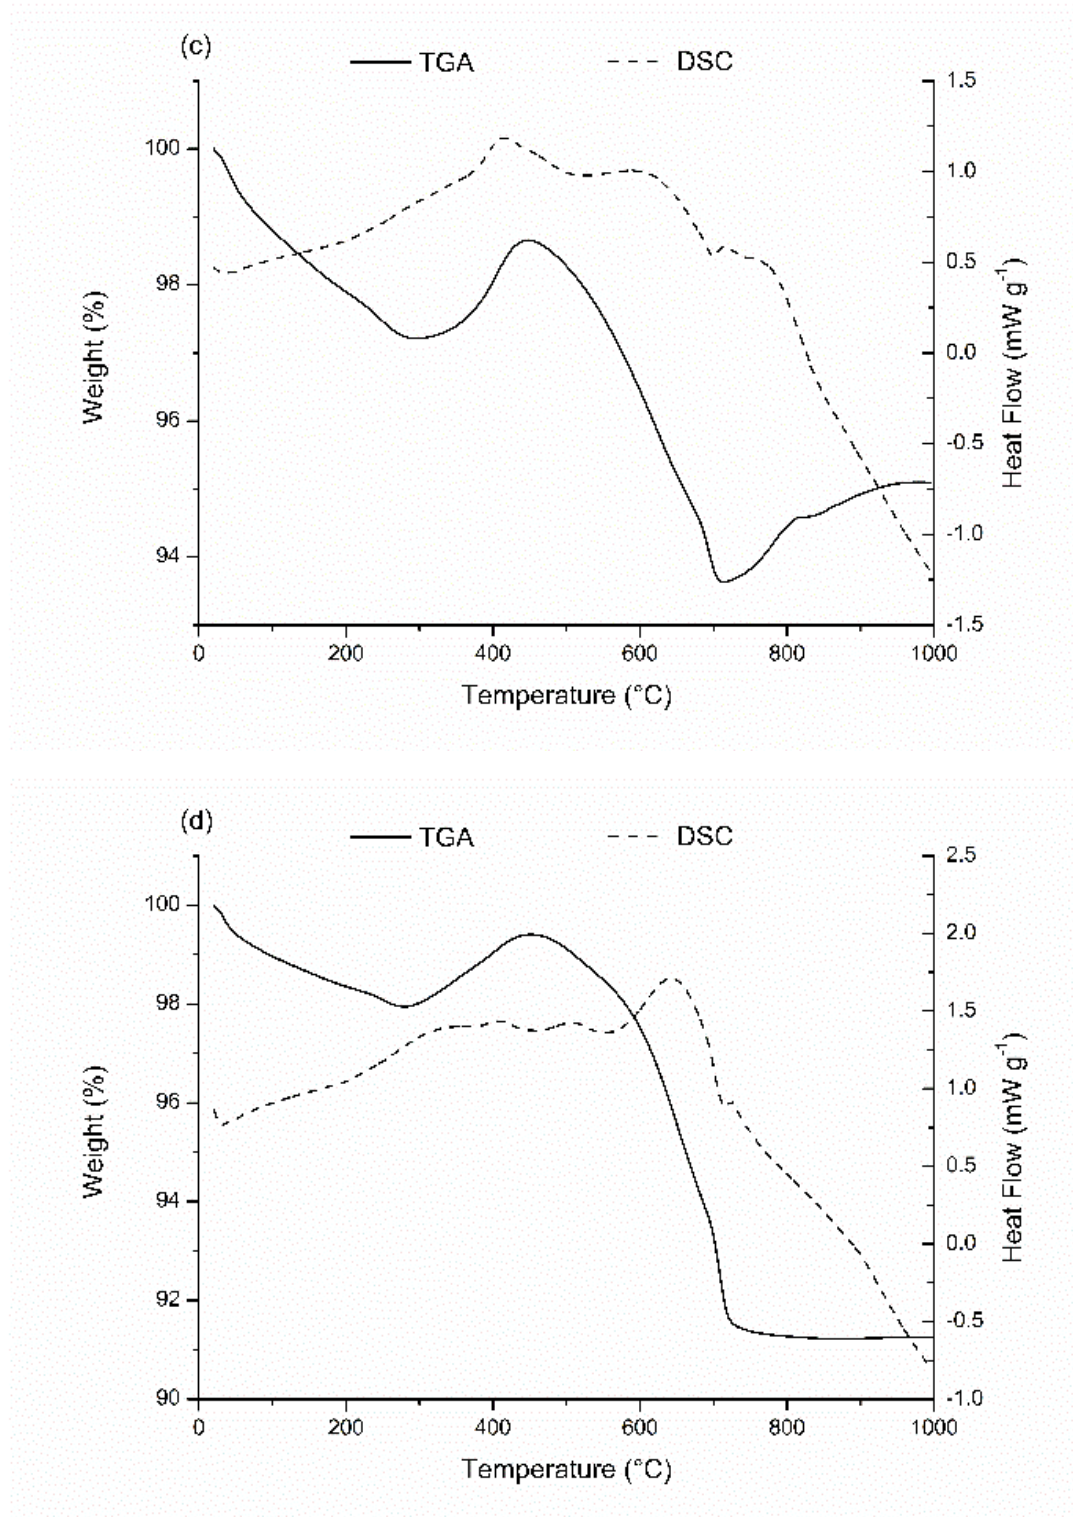 (c)
TGA
DSC
1.5
100
1.0
98
0.5
0.0
96
-0.5
94
-1.0
-1.5
Weight (%)
Heat Flow (mW g-1)
0 200 400 600 800 1000
Temperature (°C)
(d)
TGA
DSC
2.5
100
2.0
98
1.5
96
1.0
94
0.5
0.0
92
-0.5
90
-1.0
Weight (%)
Heat Flow (mW g-1)
0 200 400 600 800 1000
Temperature (°C)